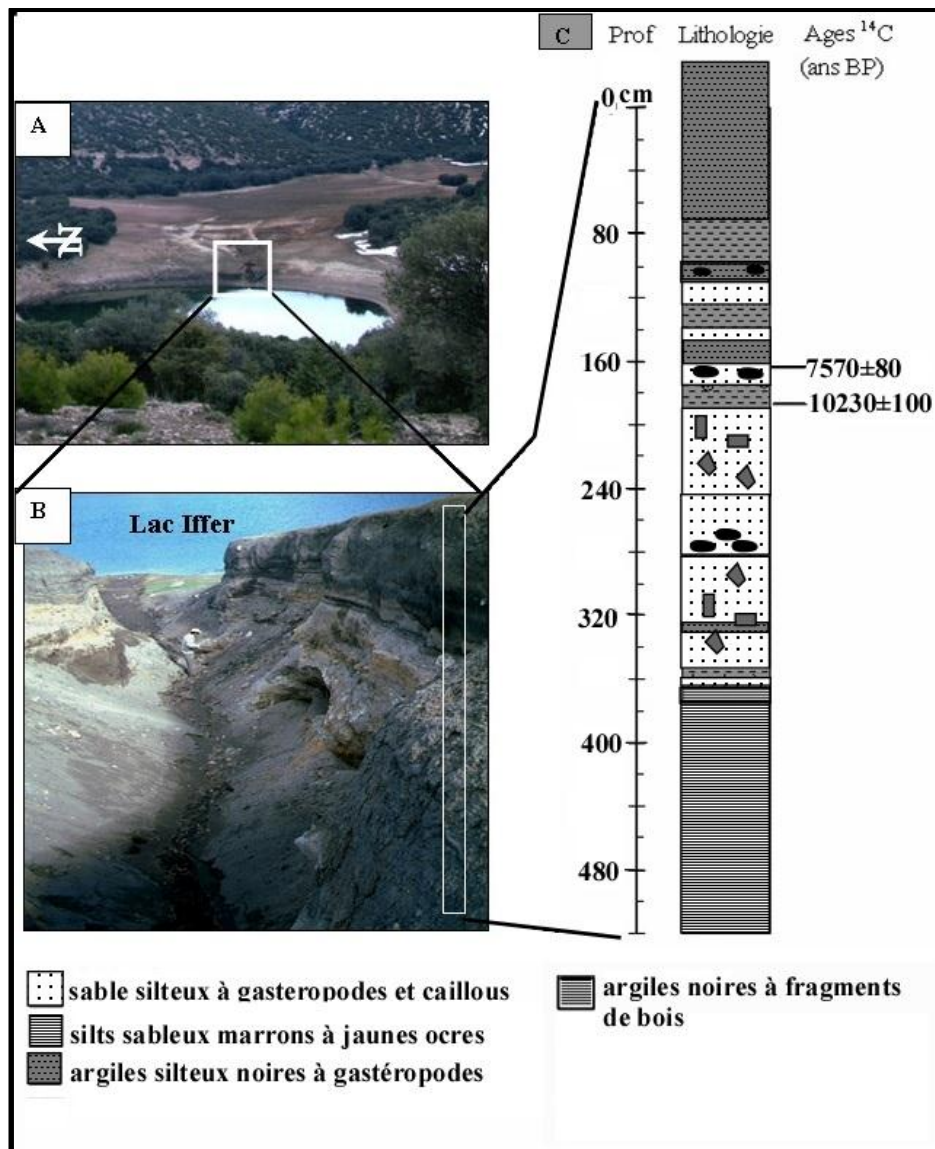 C Prof Lithologie Ages ¹⁴C
(ans BP)
A
N
0 cm
80
160
7570±80
10230±100
240
B
Lac Iffer
320
400
480
sable silteux à gasteropodes et caillous
silts sableux marrons à jaunes ocres
argiles silteux noires à gastéropodes
argiles noires à fragments
de bois